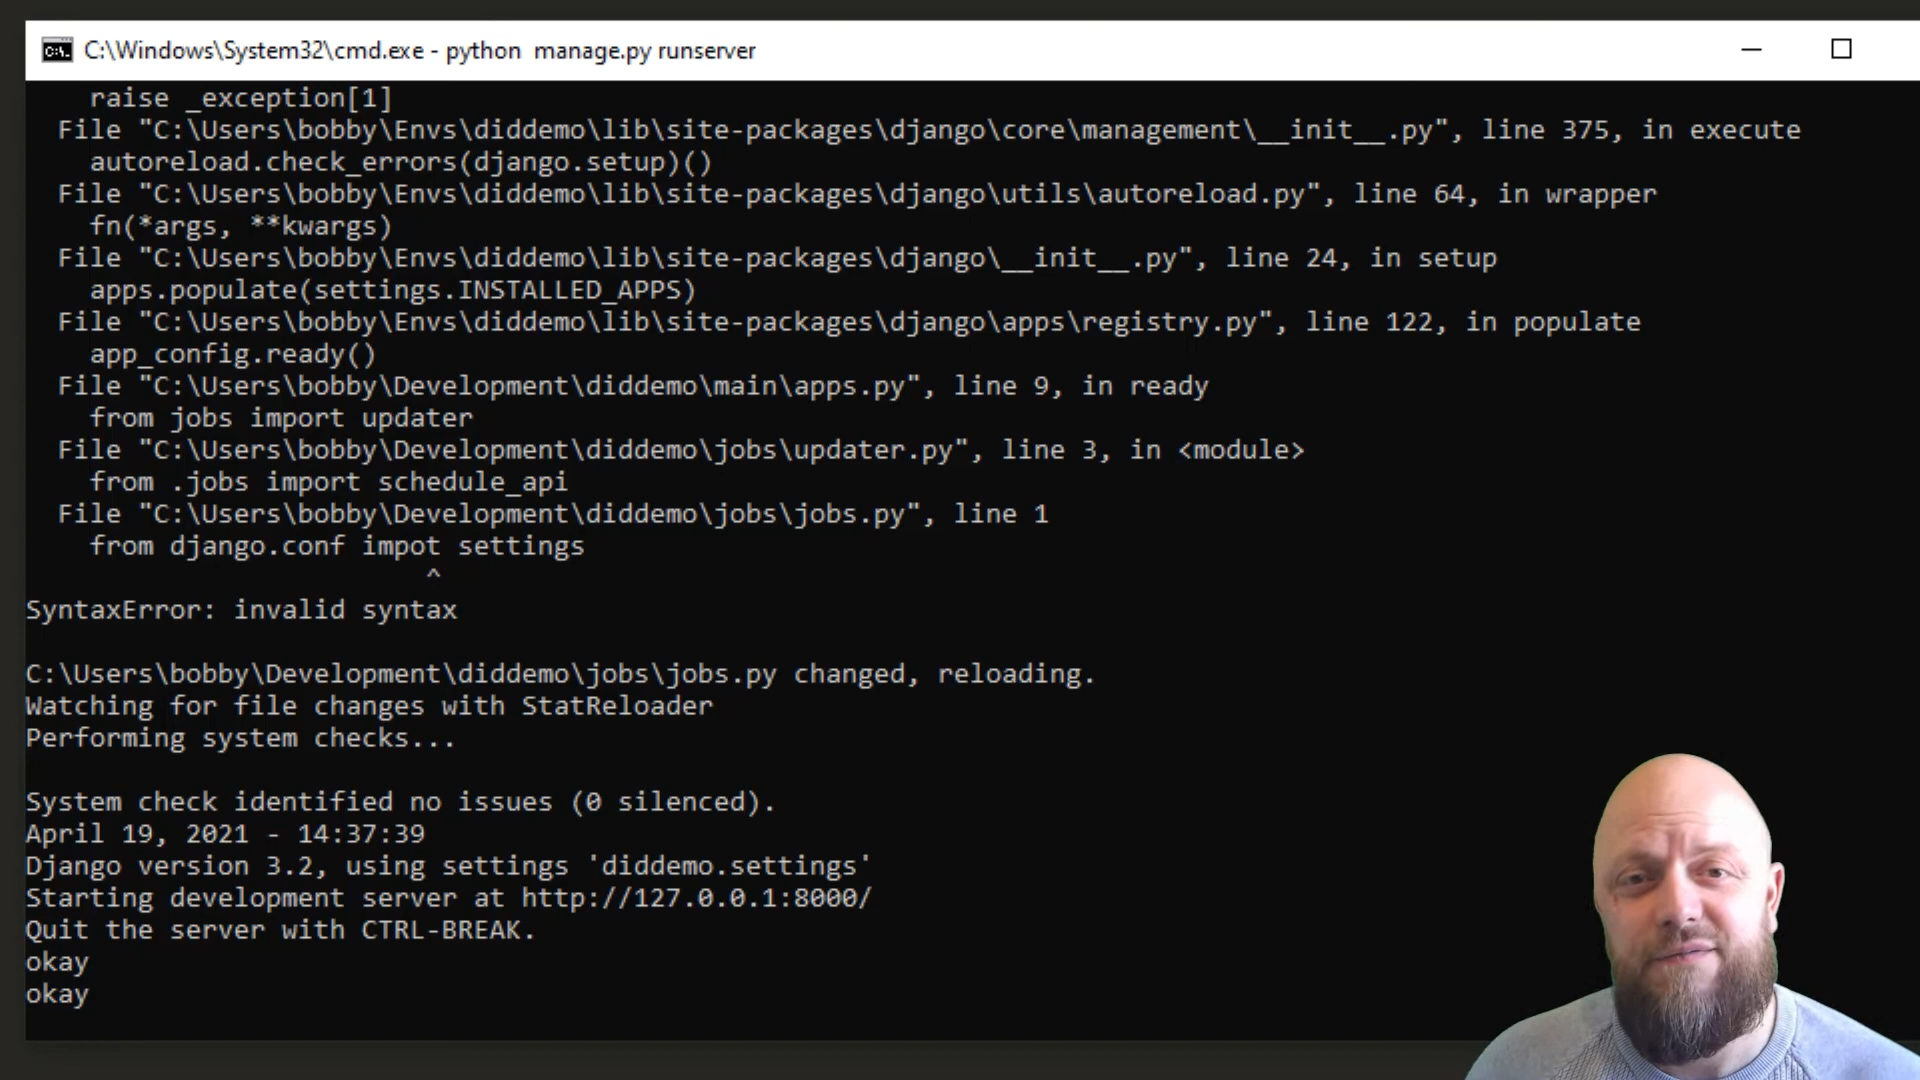 C:\Windows\System32\cmd.exe - python  manage.py runserver
    raise _exception[1]
  File "C:\Users\bobby\Envs\diddemo\lib\site-packages\django\core\management\__init__.py", line 375, in execute
    autoreload.check_errors(django.setup)()
  File "C:\Users\bobby\Envs\diddemo\lib\site-packages\django\utils\autoreload.py", line 64, in wrapper
    fn(*args, **kwargs)
  File "C:\Users\bobby\Envs\diddemo\lib\site-packages\django\__init__.py", line 24, in setup
    apps.populate(settings.INSTALLED_APPS)
  File "C:\Users\bobby\Envs\diddemo\lib\site-packages\django\apps\registry.py", line 122, in populate
    app_config.ready()
  File "C:\Users\bobby\Development\diddemo\main\apps.py", line 9, in ready
    from jobs import updater
  File "C:\Users\bobby\Development\diddemo\jobs\updater.py", line 3, in <module>
    from .jobs import schedule_api
  File "C:\Users\bobby\Development\diddemo\jobs\jobs.py", line 1
    from django.conf impot settings
                         ^
SyntaxError: invalid syntax
C:\Users\bobby\Development\diddemo\jobs\jobs.py changed, reloading.
Watching for file changes with StatReloader
Performing system checks...
System check identified no issues (0 silenced).
April 19, 2021 - 14:37:39
Django version 3.2, using settings 'diddemo.settings'
Starting development server at http://127.0.0.1:8000/
Quit the server with CTRL-BREAK.
okay
okay